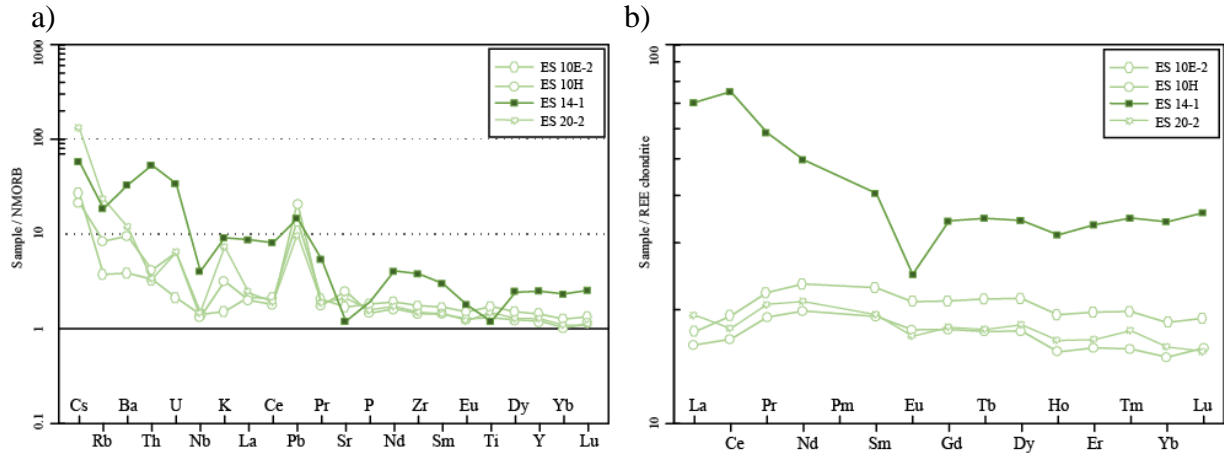 a)
Sample / NMORB
1000
100
10
1
0.1
ES 10E-2
ES 10H
ES 14-1
ES 20-2
Cs Ba U K Ce Pr P Zr Eu Dy Yb
Rb Th Nb La Pb Sr Nd Sm Ti Y Lu
b)
Sample / REE chondrite
100
10
ES 10E-2
ES 10H
ES 14-1
ES 20-2
La Pr Pm Eu Tb Ho Tm Lu
Ce Nd Sm Gd Dy Er Yb